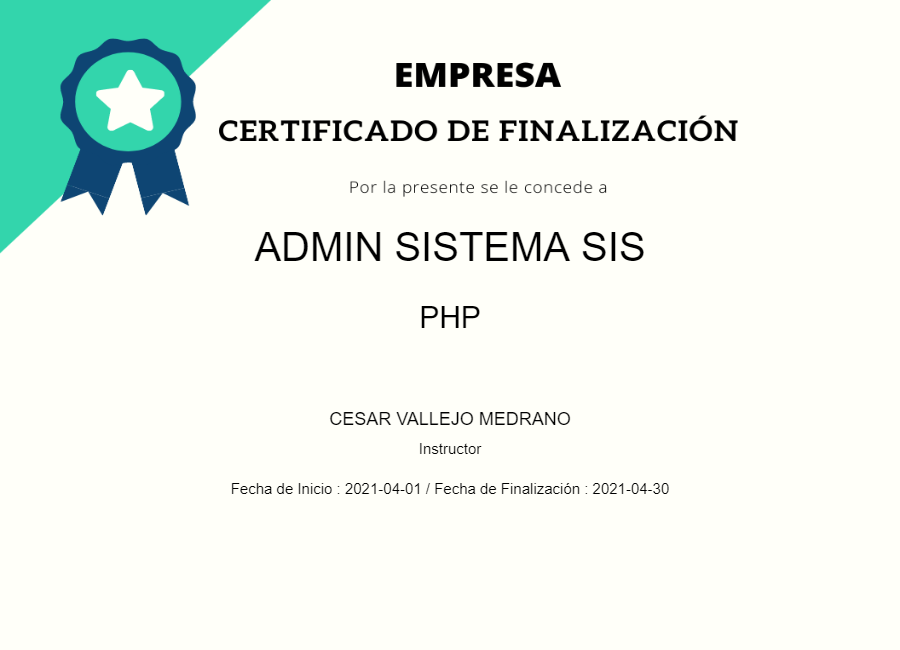 EMPRESA
CERTIFICADO DE FINALIZACIÓN
Por la presente se le concede a
ADMIN SISTEMA SIS
PHP
CESAR VALLEJO MEDRANO
Instructor
Fecha de Inicio : 2021-04-01 / Fecha de Finalización : 2021-04-30